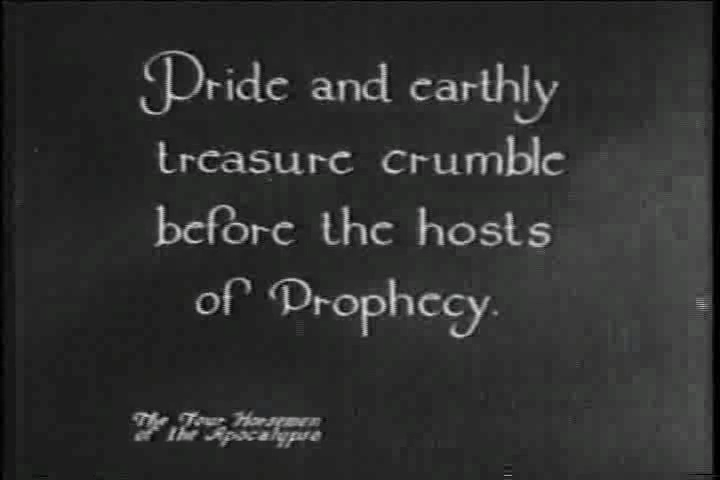 Pride and earthly
treasure crumble
before the hosts
of Prophecy.
The Four Horsemen
of the Apocalypse